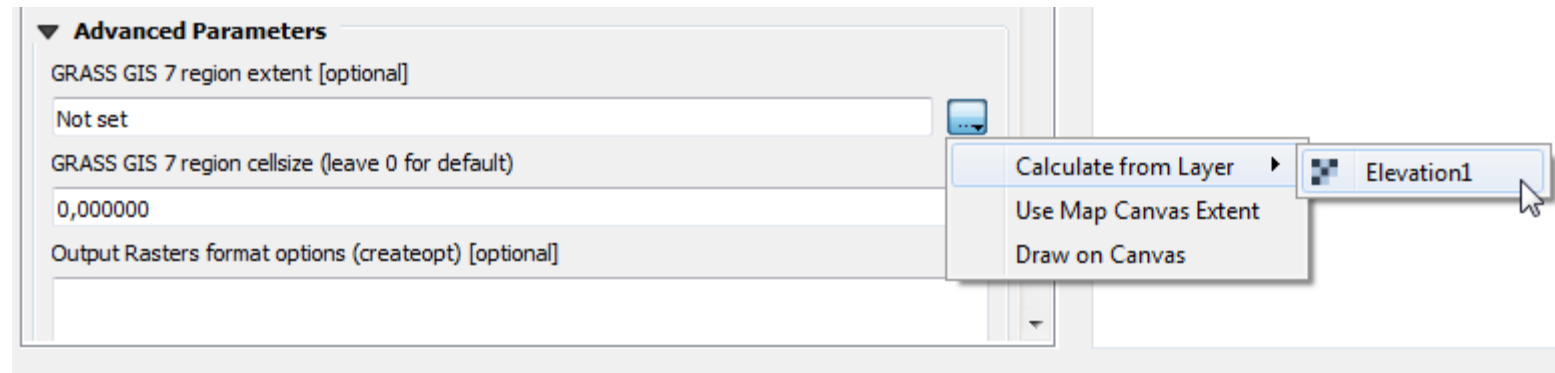 Advanced Parameters
GRASS GIS 7 region extent [optional]
Not set
...
GRASS GIS 7 region cellsize (leave 0 for default)
0,000000
Output Rasters format options (createopt) [optional]
Calculate from Layer
Use Map Canvas Extent
Draw on Canvas
Elevation1